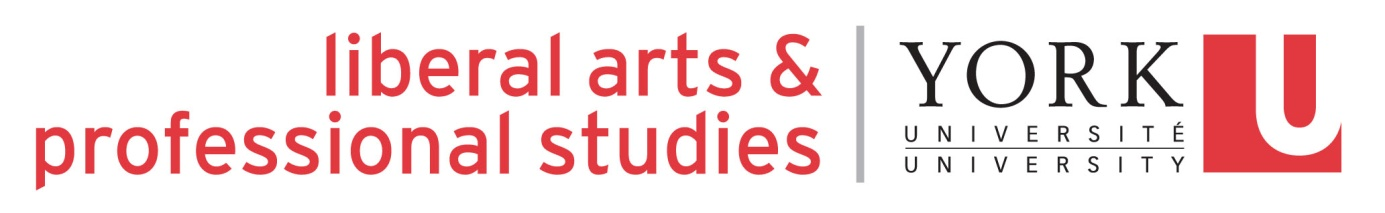 liberal arts &
professional studies
YORK
UNIVERSITÉ
UNIVERSITY
U